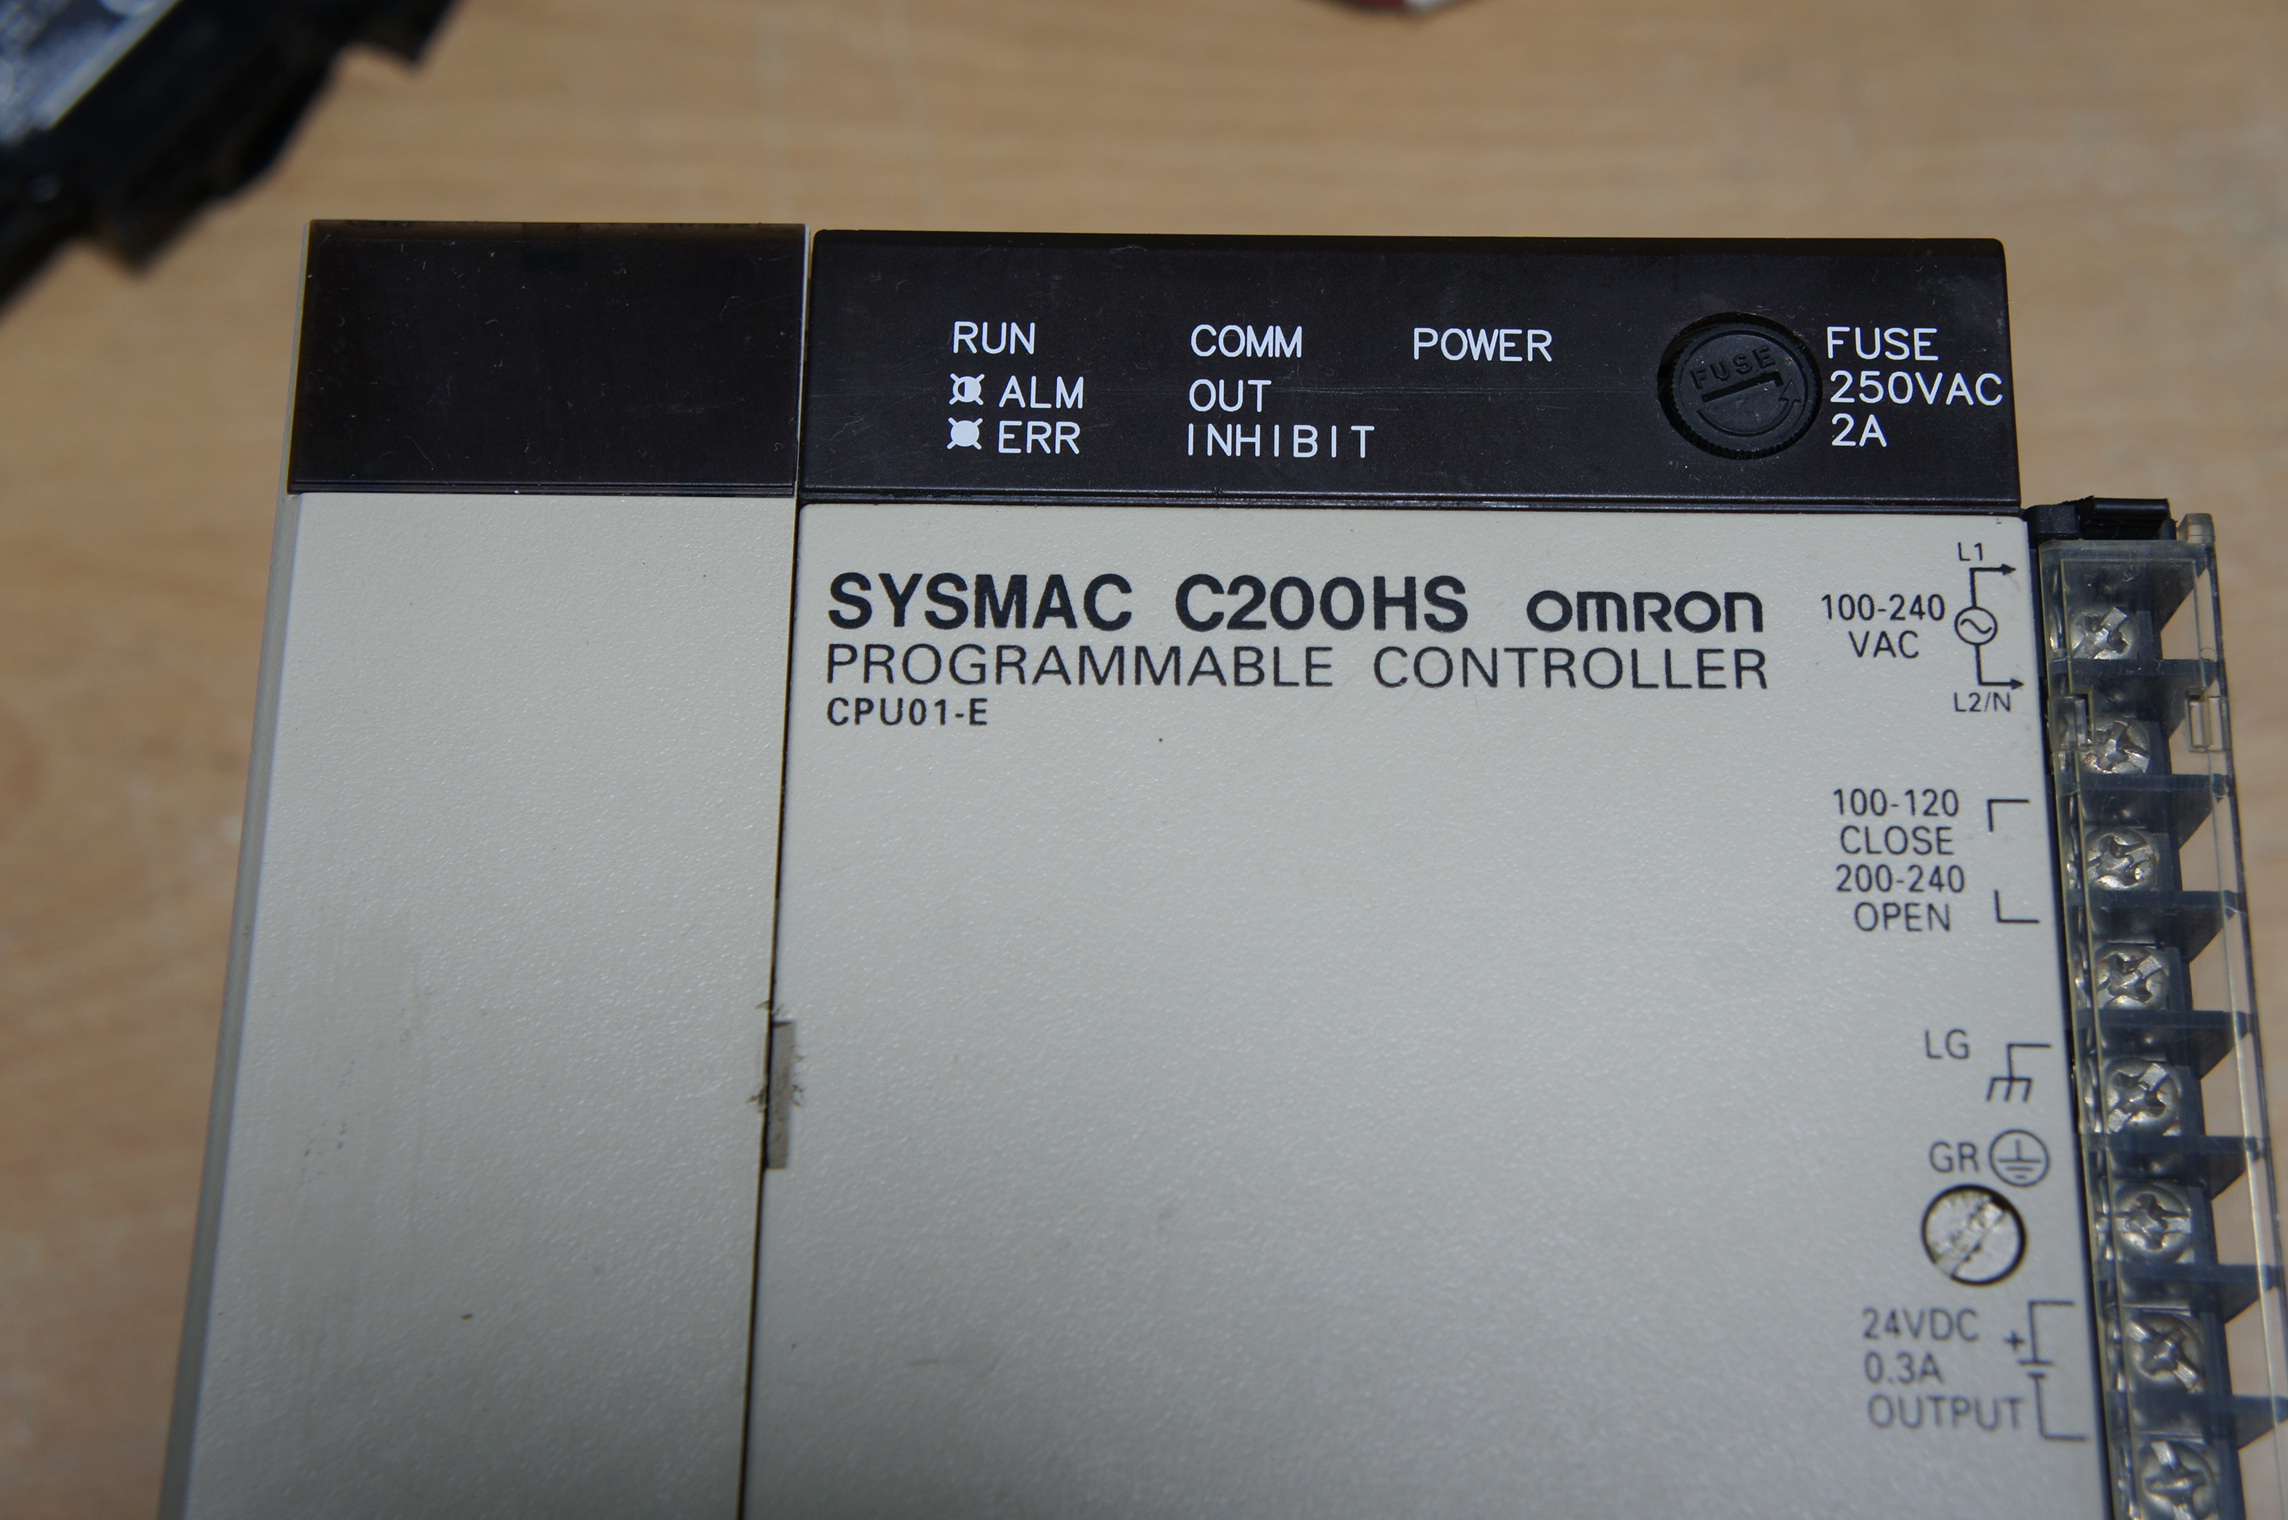 RUN COMM POWER FUSE
ALM OUT 250VAC
ERR INHIBIT 2A
FUSE
SYSMAC C200HS omron
PROGRAMMABLE CONTROLLER
CPU01-E
L1
100-240
VAC
L2/N
100-120
CLOSE
200-240
OPEN
LG
GR
24VDC
0.3A
OUTPUT
+